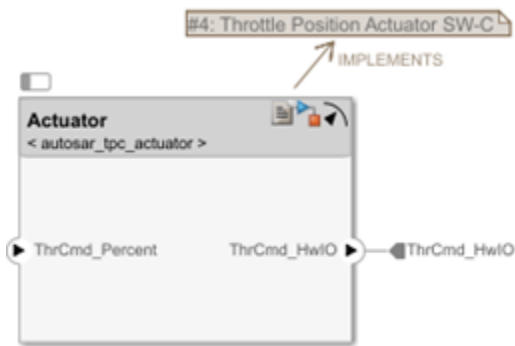 #4: Throttle Position Actuator SW-C
IMPLEMENTS
Actuator
< autosar_tpc_actuator >
ThrCmd_Percent
ThrCmd_HwIO
ThrCmd_HwIO